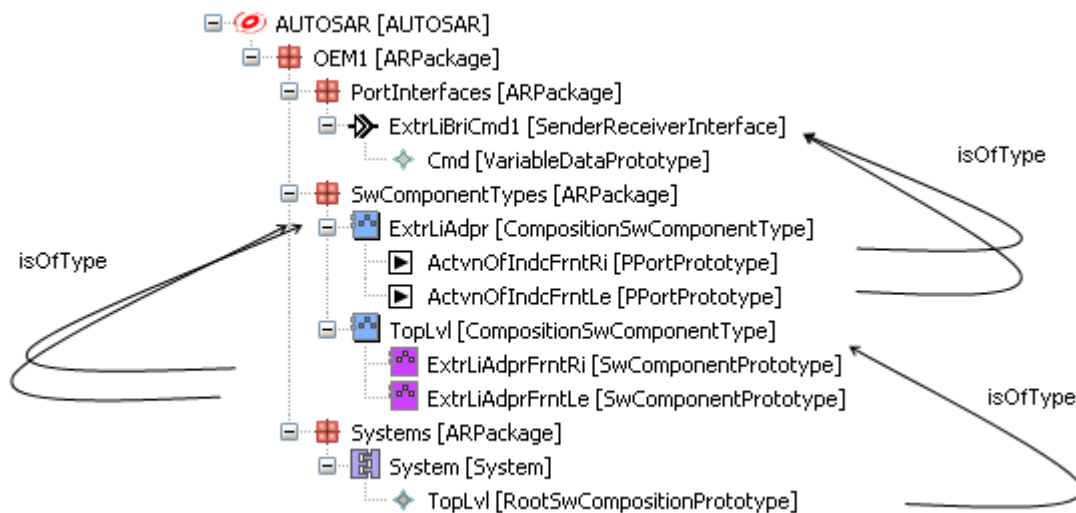 AUTOSAR [AUTOSAR]
OEM1 [ARPackage]
PortInterfaces [ARPackage]
ExtrLiBriCmd1 [SenderReceiverInterface]
isOfType
Cmd [VariableDataPrototype]
SwComponentTypes [ARPackage]
ExtrLiAdpr [CompositionSwComponentType]
isOfType
ActvnOfIndcFrntRi [PPortPrototype]
ActvnOfIndcFrntLe [PPortPrototype]
TopLvl [CompositionSwComponentType]
ExtrLiAdprFrntRi [SwComponentPrototype]
ExtrLiAdprFrntLe [SwComponentPrototype]
isOfType
Systems [ARPackage]
System [System]
TopLvl [RootSwCompositionPrototype]